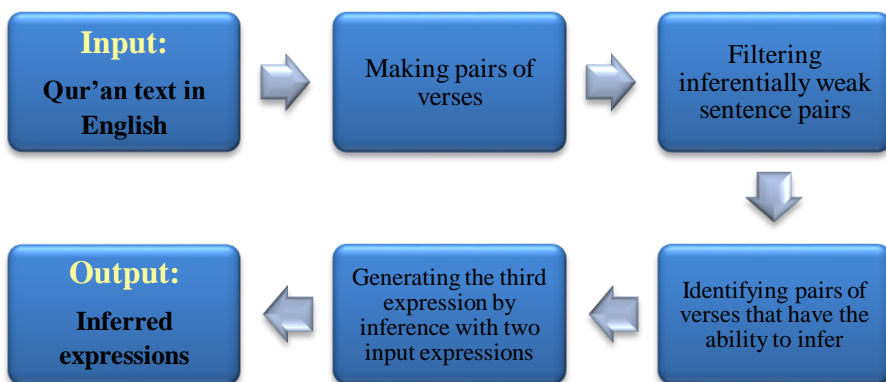 Input:
Qur’an text in
English
Making pairs of
verses
Filtering
inferentially weak
sentence pairs
Identifying pairs of
verses that have the
ability to infer
Generating the third
expression by
inference with two
input expressions
Output:
Inferred
expressions